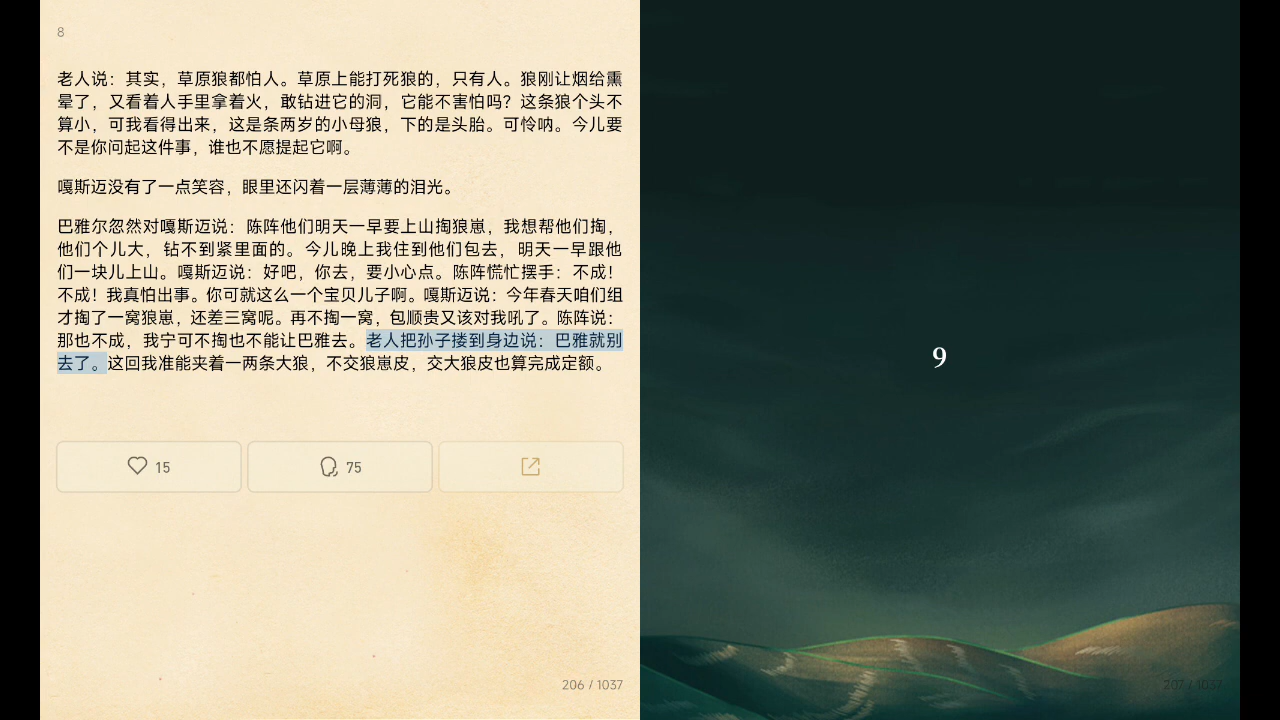 8
老人说：其实，草原狼都怕人。草原上能打死狼的，只有人。狼刚让烟给熏
晕了，又看着人手里拿着火，敢钻进它的洞，它能不害怕吗？这条狼个头不
算小，可我看得出来，这是条两岁的小母狼，下的是头胎。可怜呐。今儿要
不是你问起这件事，谁也不愿提起它啊。
嘎斯迈没有了一点笑容，眼里还闪着一层薄薄的泪光。
巴雅尔忽然对嘎斯迈说：陈阵他们明天一早要上山掏狼崽，我想帮他们掏，
他们个儿大，钻不到紧里面的。今儿晚上我住到他们包去，明天一早跟他
们一块儿上山。嘎斯迈说：好吧，你去，要小心点。陈阵慌忙摆手：不成！
不成！我真怕出事。你可就这么一个宝贝儿子啊。嘎斯迈说：今年春天咱们组
才掏了一窝狼崽，还差三窝呢。再不掏一窝，包顺贵又该对我吼了。陈阵说：
那也不成，我宁可不掏也不能让巴雅去。老人把孙子搂到身边说：巴雅就别
去了。这回我准能夹着一两条大狼，不交狼崽皮，交大狼皮也算完成定额。
15
75
206 / 1037
9
207 / 1037